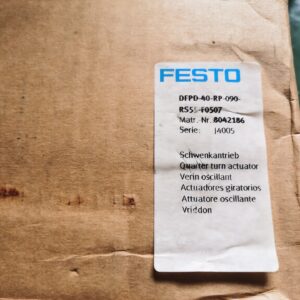 FESTO
DFPD-40-RP-090-
RS55-F0507
Matr.-Nr.:8042186
Serie: J4005
Schwenkantrieb
Quarter turn actuator
Verin oscillant
Actuadores giratorios
Attuatore oscillante
Vriddon